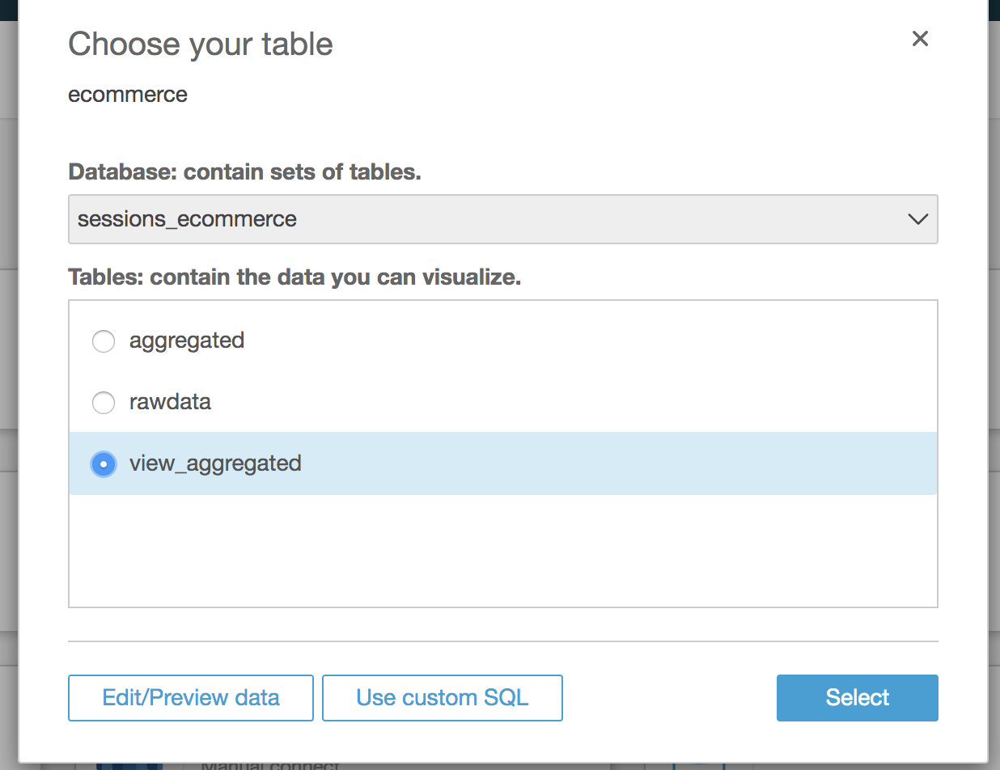 Choose your table
ecommerce
Database: contain sets of tables.
sessions_ecommerce
Tables: contain the data you can visualize.
aggregated
rawdata
view_aggregated
Edit/Preview data
Use custom SQL
Select
Manual connect